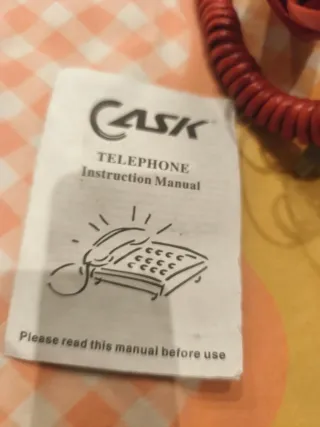 CASK
TELEPHONE
Instruction Manual
Please read this manual before use